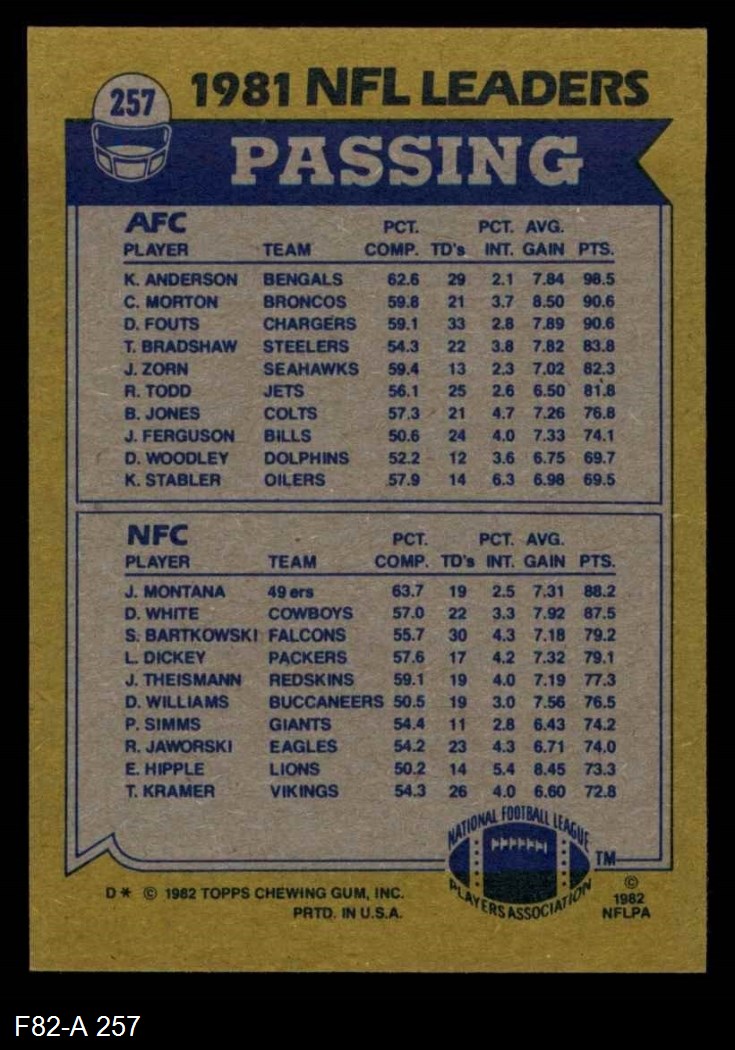 257
1981 NFL LEADERS
PASSING
AFC PCT. PCT. AVG.
PLAYER TEAM COMP. TD's INT. GAIN PTS.
K. ANDERSON BENGALS 62.6 29 2.1 7.84 98.5
C. MORTON BRONCOS 59.8 21 3.7 8.50 90.6
D. FOUTS CHARGERS 59.1 33 2.8 7.89 90.6
T. BRADSHAW STEELERS 54.3 22 3.8 7.82 83.8
J. ZORN SEAHAWKS 59.4 13 2.3 7.02 82.3
R. TODD JETS 56.1 25 2.6 6.50 81.8
B. JONES COLTS 57.3 21 4.7 7.26 76.8
J. FERGUSON BILLS 50.6 24 4.0 7.33 74.1
D. WOODLEY DOLPHINS 52.2 12 3.6 6.75 69.7
K. STABLER OILERS 57.9 14 6.3 6.98 69.5
NFC PCT. PCT. AVG.
PLAYER TEAM COMP. TD's INT. GAIN PTS.
J. MONTANA 49ers 63.7 19 2.5 7.31 88.2
D. WHITE COWBOYS 57.0 22 3.3 7.92 87.5
S. BARTKOWSKI FALCONS 55.7 30 4.3 7.18 79.2
L. DICKEY PACKERS 57.6 17 4.2 7.32 79.1
J. THEISMANN REDSKINS 59.1 19 4.0 7.19 77.3
D. WILLIAMS BUCCANEERS 50.5 19 3.0 7.56 76.5
P. SIMMS GIANTS 54.4 11 2.8 6.43 74.2
R. JAWORSKI EAGLES 54.2 23 4.3 6.71 74.0
E. HIPPLE LIONS 50.2 14 5.4 8.45 73.3
T. KRAMER VIKINGS 54.3 26 4.0 6.60 72.8
NATIONAL FOOTBALL LEAGUE
PLAYERS ASSOCIATION
TM
D* © 1982 TOPPS CHEWING GUM, INC.
PRTD. IN U.S.A.
©
1982
NFLPA
F82-A 257